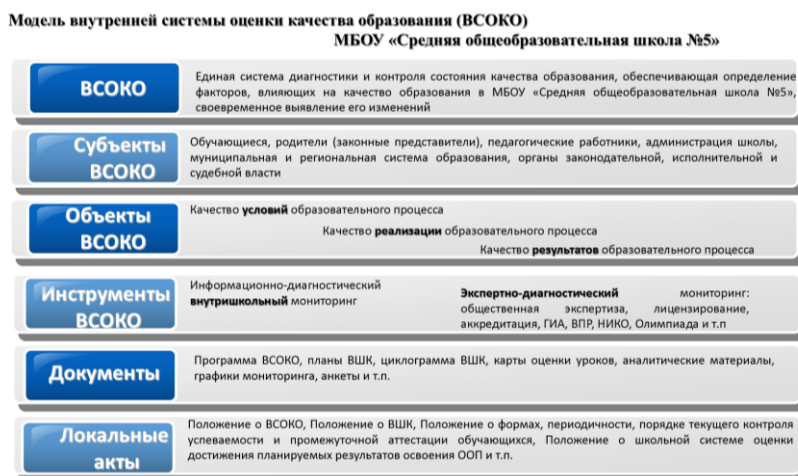 Модель внутренней системы оценки качества образования (ВСОКО)
МБОУ «Средняя общеобразовательная школа №5»
ВСОКО
Единая система диагностики и контроля состояния качества образования, обеспечивающая определение
факторов, влияющих на качество образования в МБОУ «Средняя общеобразовательная школа №5»,
своевременное выявление его изменений
Субъекты
ВСОКО
Обучающиеся, родители (законные представители), педагогические работники, администрация школы,
муниципальная и региональная система образования, органы законодательной, исполнительной и
судебной власти
Объекты
ВСОКО
Качество условий образовательного процесса
Качество реализации образовательного процесса
Качество результатов образовательного процесса
Инструменты
ВСОКО
Информационно-диагностический
внутришкольный мониторинг
Экспертно-диагностический мониторинг:
общественная экспертиза, лицензирование,
аккредитация, ГИА, ВПР, НИКО, Олимпиада и т.п
Документы
Программа ВСОКО, планы ВШК, циклограмма ВШК, карты оценки уроков, аналитические материалы,
графики мониторинга, анкеты и т.п.
Локальные
акты
Положение о ВСОКО, Положение о ВШК, Положение о формах, периодичности, порядке текущего контроля
успеваемости и промежуточной аттестации обучающихся, Положение о школьной системе оценки
достижения планируемых результатов освоения ООП и т.п.